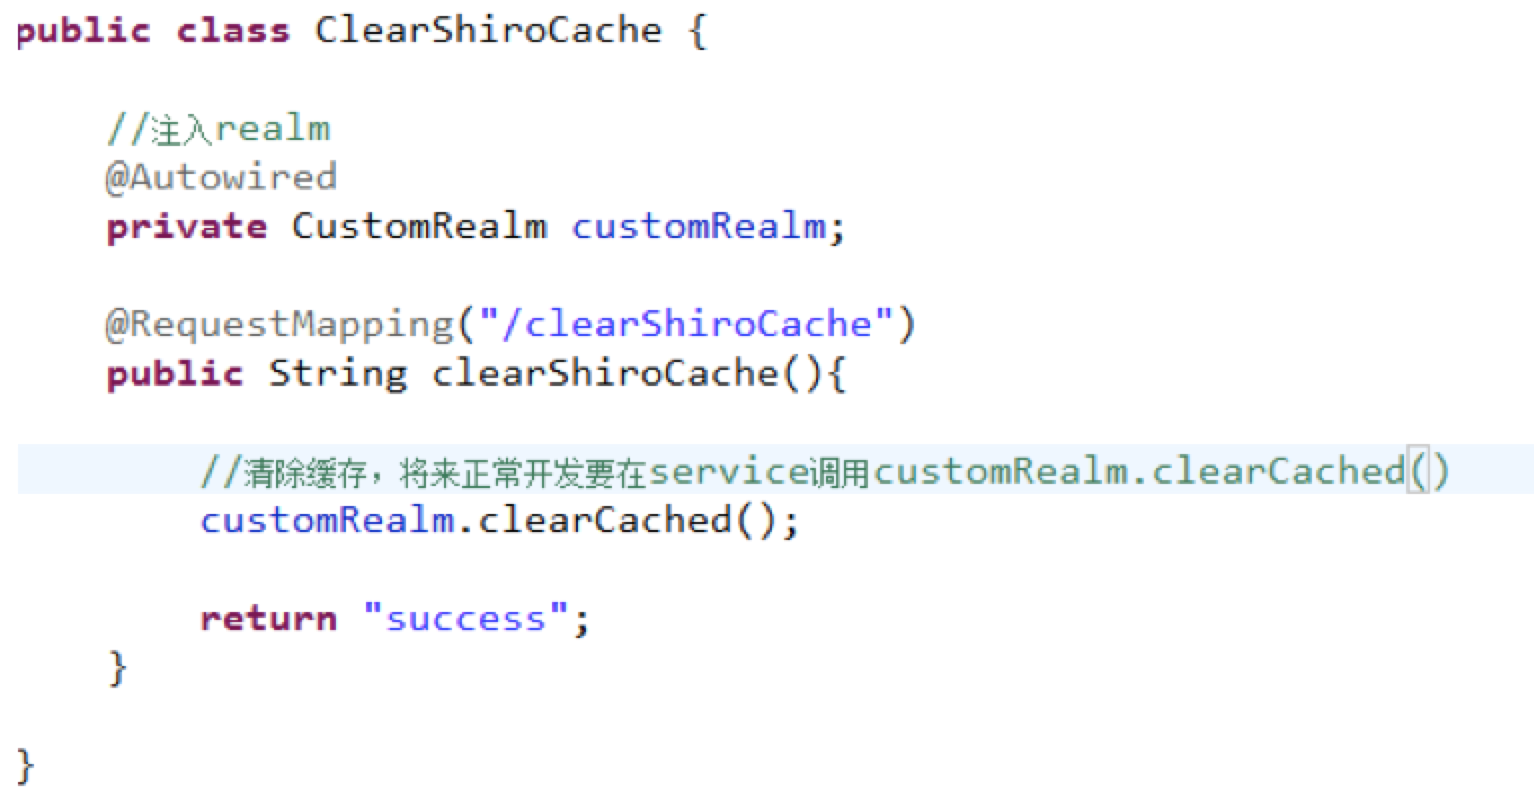 public class ClearShiroCache {
//注入realm
@Autowired
private CustomRealm customRealm;
@RequestMapping("/clearShiroCache")
public String clearShiroCache(){
//清除缓存，将来正常开发要在service调用customRealm.clearCached()
customRealm.clearCached();
return "success";
}
}